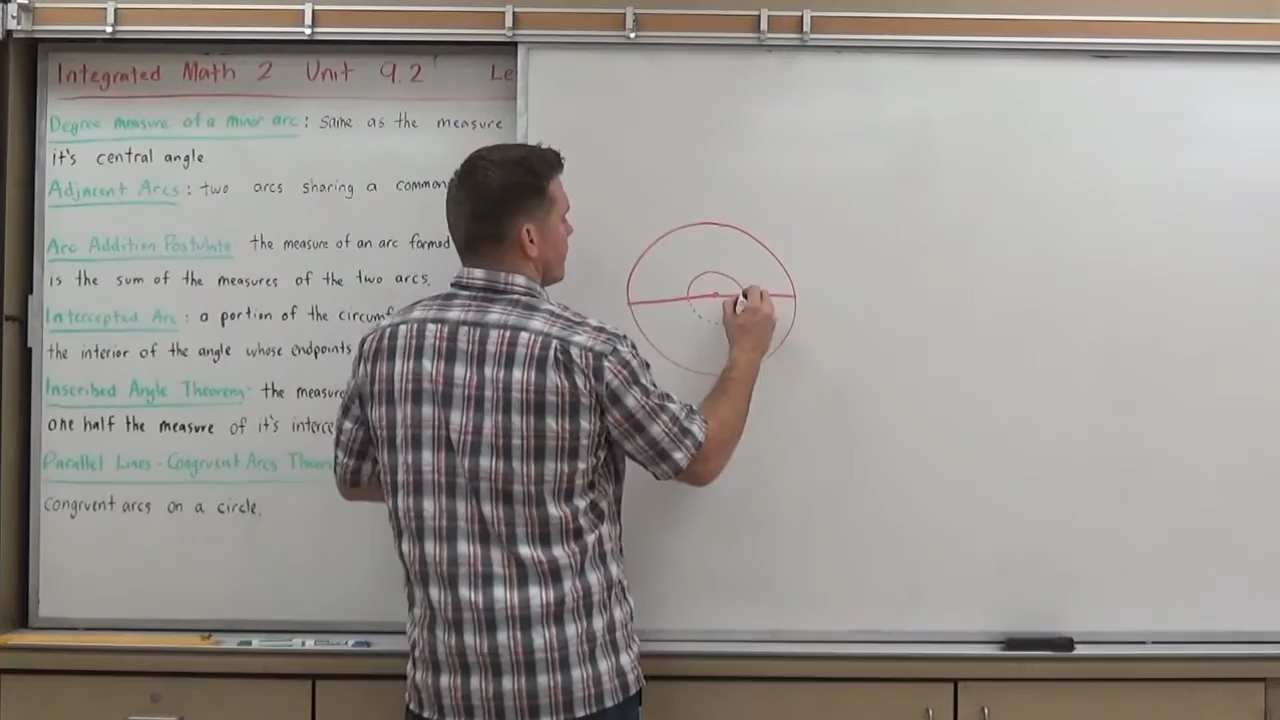 Integrated Math 2 Unit 9.2 Le
Degree measure of a minor arc: same as the measure
it's central angle
Adjacent Arcs: two arcs sharing a common
Arc Addition Postulate the measure of an arc formed
is the sum of the measures of the two arcs.
Intercepted Arc: a portion of the circumf
the interior of the angle whose endpoints
Inscribed Angle Theorem- the measure
one half the measure of it's interce
Parallel Lines-Congruent Arcs Theor
congruent arcs on a circle.